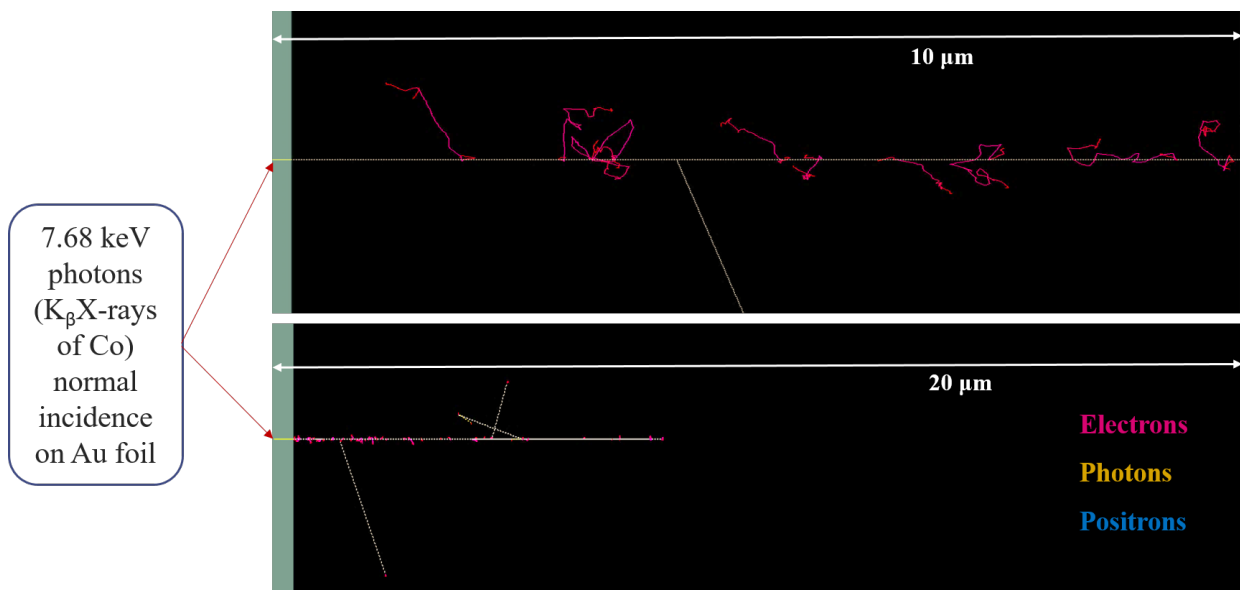 10 μm
7.68 keV
photons
(KᵦX-rays
of Co)
normal
incidence
on Au foil
20 μm
Electrons
Photons
Positrons